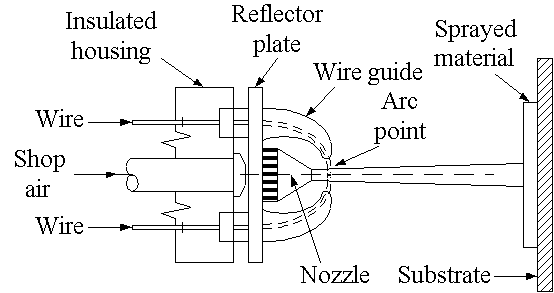 Insulated
housing
Reflector
plate
Sprayed
material
Wire guide
Arc
point
Wire
Shop
air
Wire
Nozzle
Substrate